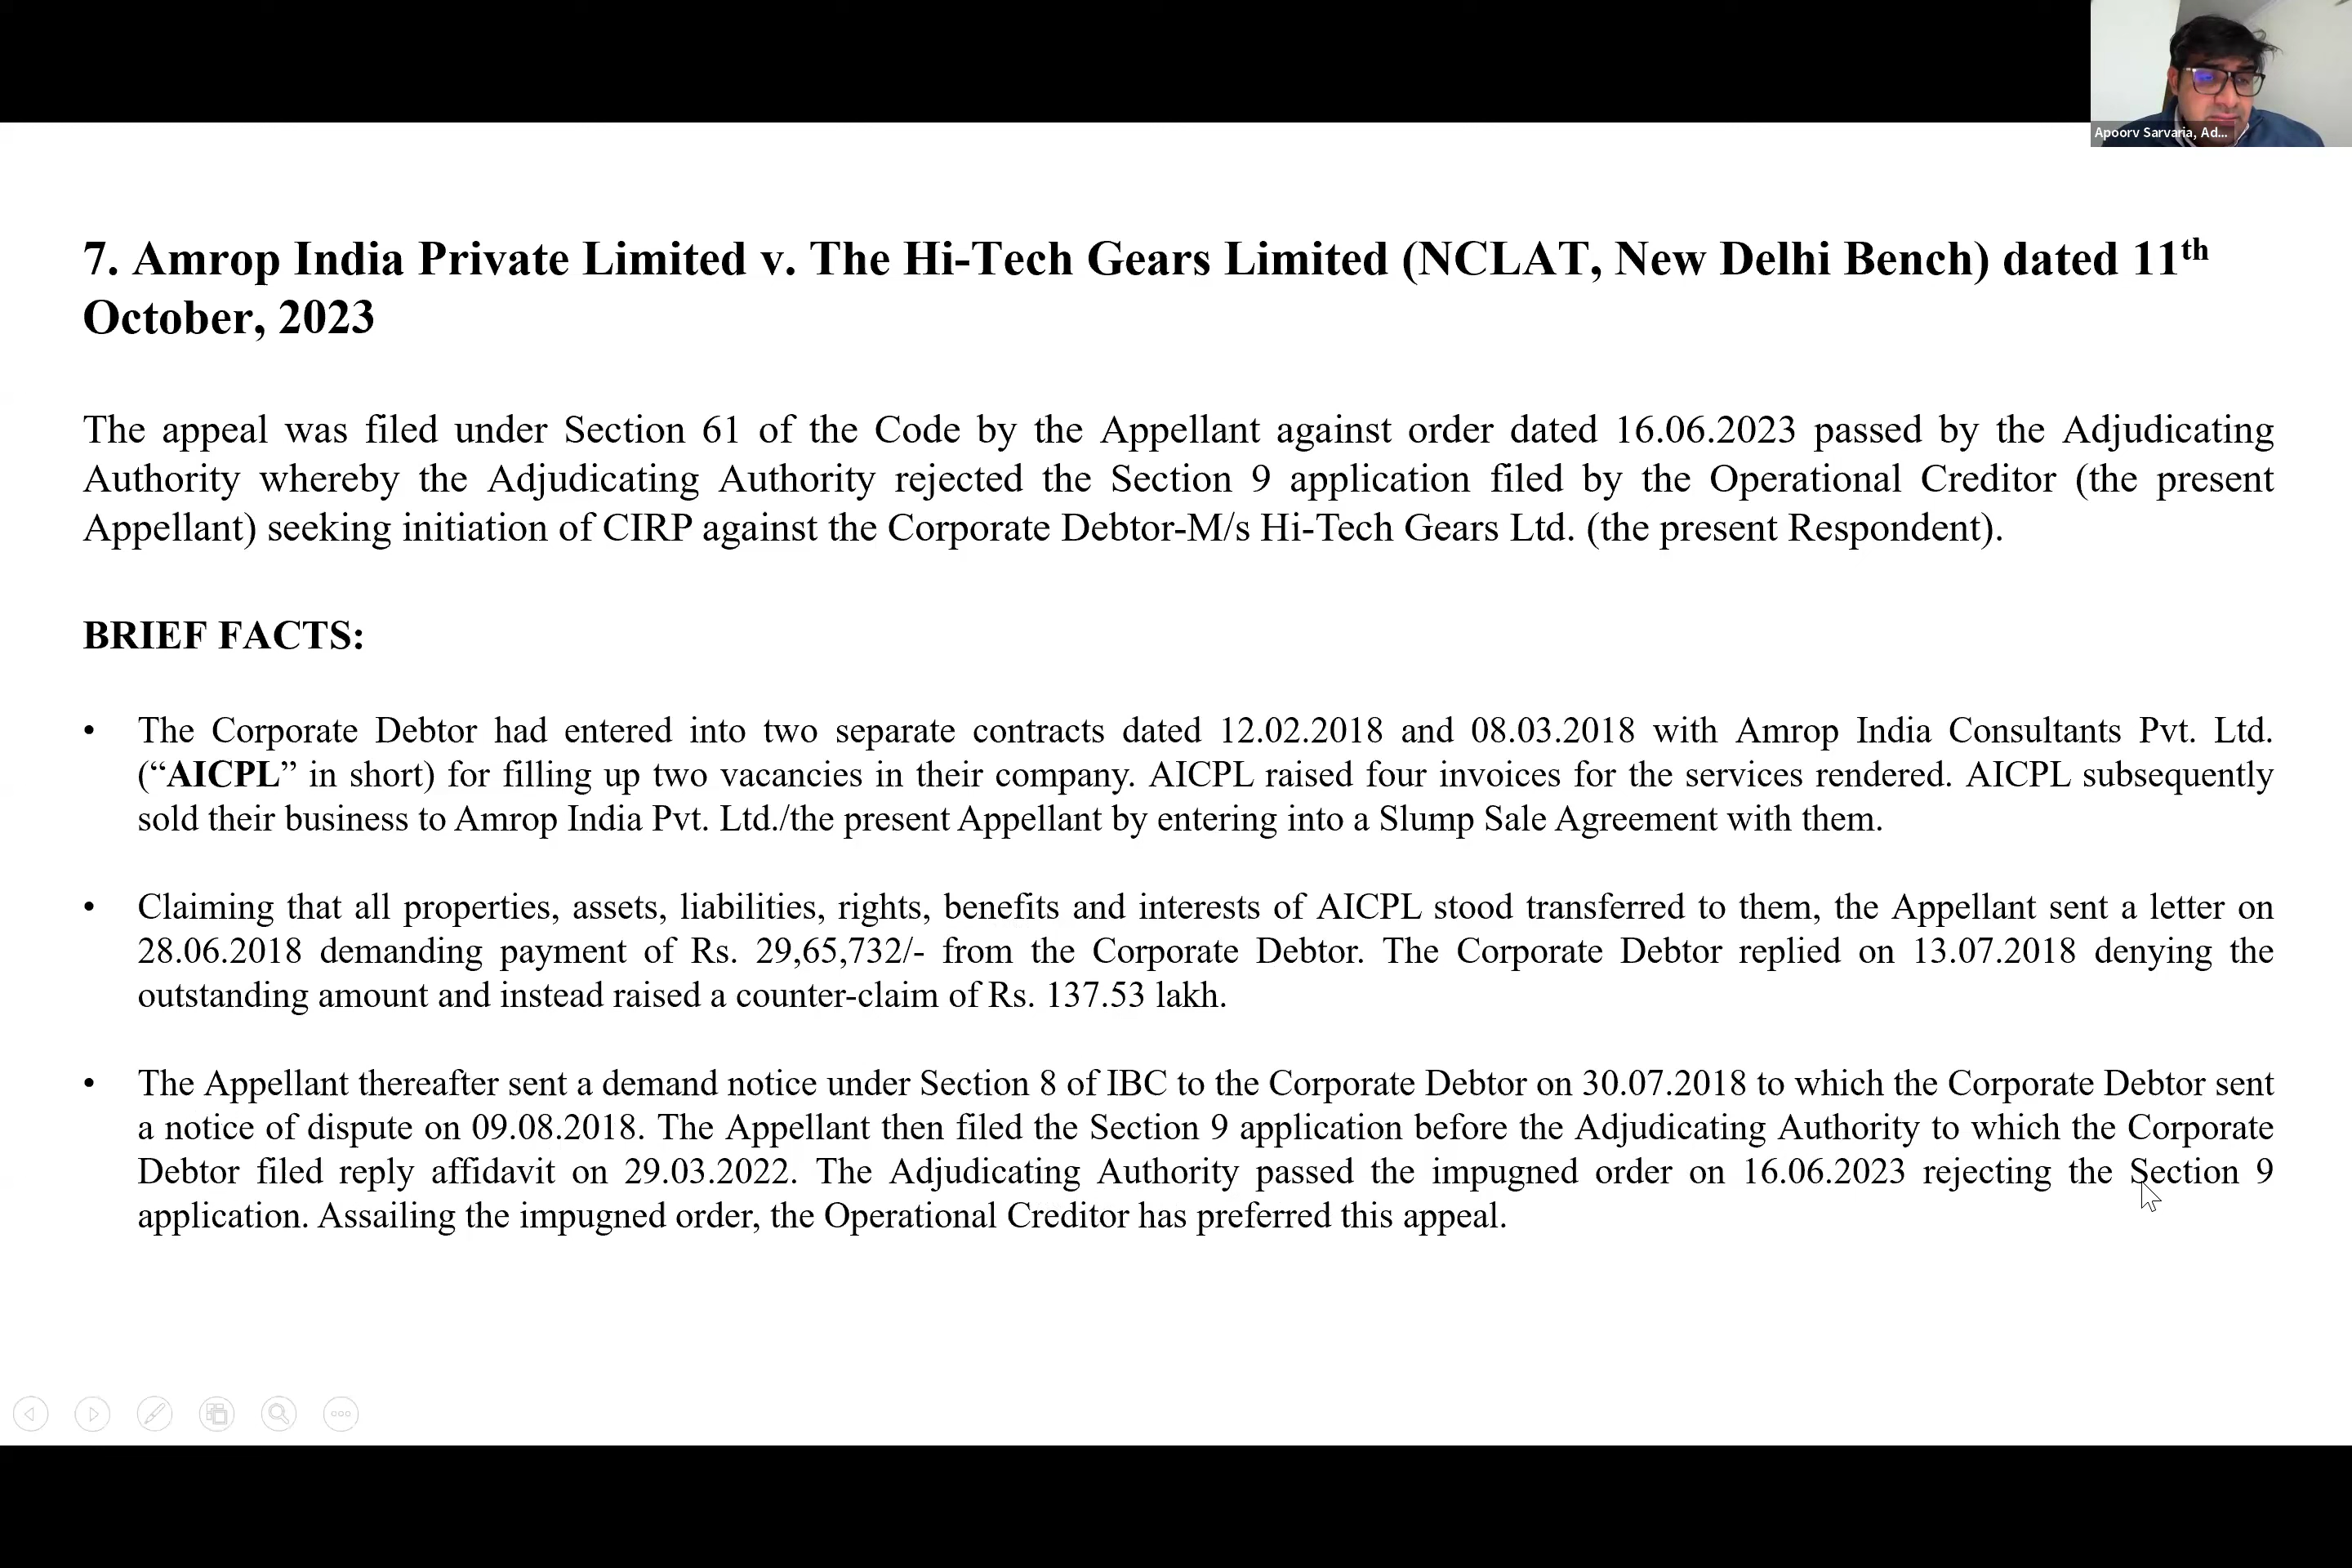 Apoorv Sarvaria, Ad...
7. Amrop India Private Limited v. The Hi-Tech Gears Limited (NCLAT, New Delhi Bench) dated 11th
October, 2023
The appeal was filed under Section 61 of the Code by the Appellant against order dated 16.06.2023 passed by the Adjudicating
Authority whereby the Adjudicating Authority rejected the Section 9 application filed by the Operational Creditor (the present
Appellant) seeking initiation of CIRP against the Corporate Debtor-M/s Hi-Tech Gears Ltd. (the present Respondent).
BRIEF FACTS:
• The Corporate Debtor had entered into two separate contracts dated 12.02.2018 and 08.03.2018 with Amrop India Consultants Pvt. Ltd.
(“AICPL” in short) for filling up two vacancies in their company. AICPL raised four invoices for the services rendered. AICPL subsequently
sold their business to Amrop India Pvt. Ltd./the present Appellant by entering into a Slump Sale Agreement with them.
• Claiming that all properties, assets, liabilities, rights, benefits and interests of AICPL stood transferred to them, the Appellant sent a letter on
28.06.2018 demanding payment of Rs. 29,65,732/- from the Corporate Debtor. The Corporate Debtor replied on 13.07.2018 denying the
outstanding amount and instead raised a counter-claim of Rs. 137.53 lakh.
• The Appellant thereafter sent a demand notice under Section 8 of IBC to the Corporate Debtor on 30.07.2018 to which the Corporate Debtor sent
a notice of dispute on 09.08.2018. The Appellant then filed the Section 9 application before the Adjudicating Authority to which the Corporate
Debtor filed reply affidavit on 29.03.2022. The Adjudicating Authority passed the impugned order on 16.06.2023 rejecting the Section 9
application. Assailing the impugned order, the Operational Creditor has preferred this appeal.